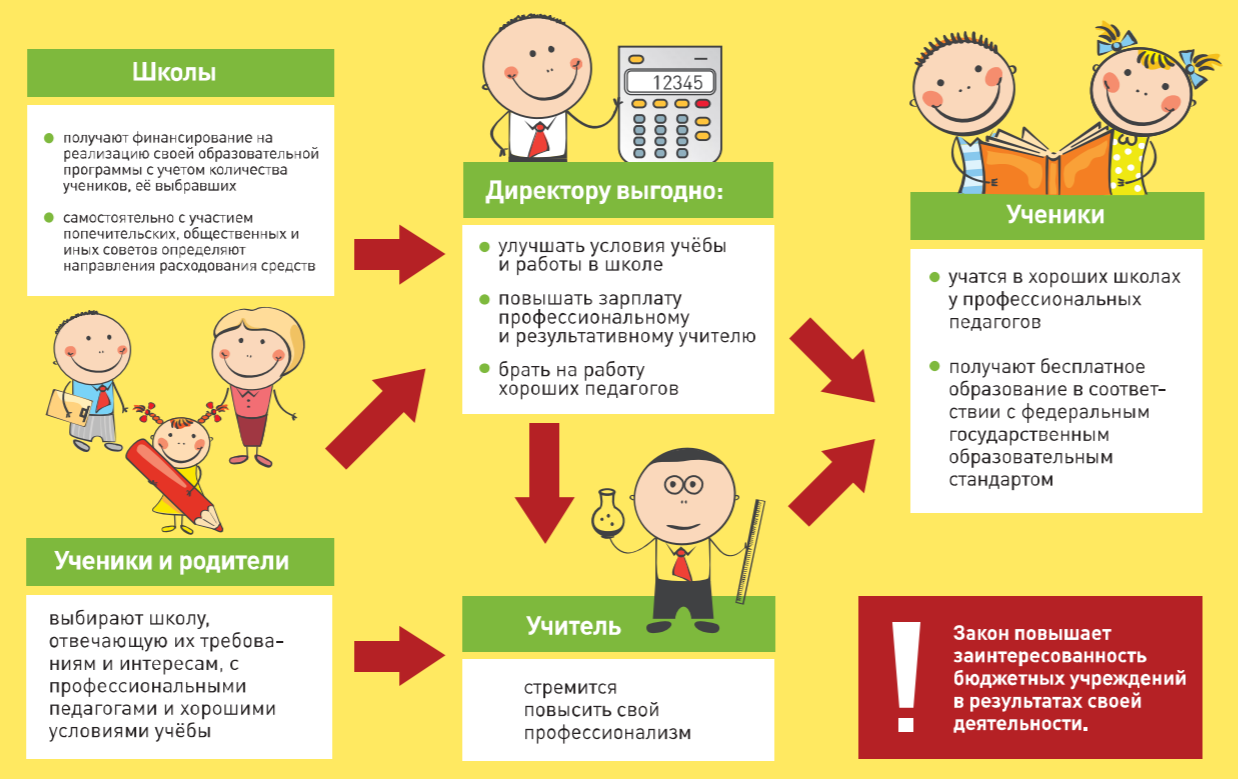 Школы
получают финансирование на
реализацию своей образовательной
программы с учетом количества
учеников, её выбравших
самостоятельно с участием
попечительских, общественных и
иных советов определяют
направления расходования средств
12345
Директору выгодно:
улучшать условия учёбы
и работы в школе
повышать зарплату
профессиональному
и результативному учителю
брать на работу
хороших педагогов
Ученики
учатся в хороших школах
у профессиональных
педагогов
получают бесплатное
образование в соответ–
ствии с федеральным
государственным
образовательным
стандартом
Ученики и родители
выбирают школу,
отвечающую их требова–
ниям и интересам, с
профессиональными
педагогами и хорошими
условиями учёбы
Учитель
стремится
повысить свой
профессионализм
!
Закон повышает
заинтересованность
бюджетных учреждений
в результатах своей
деятельности.